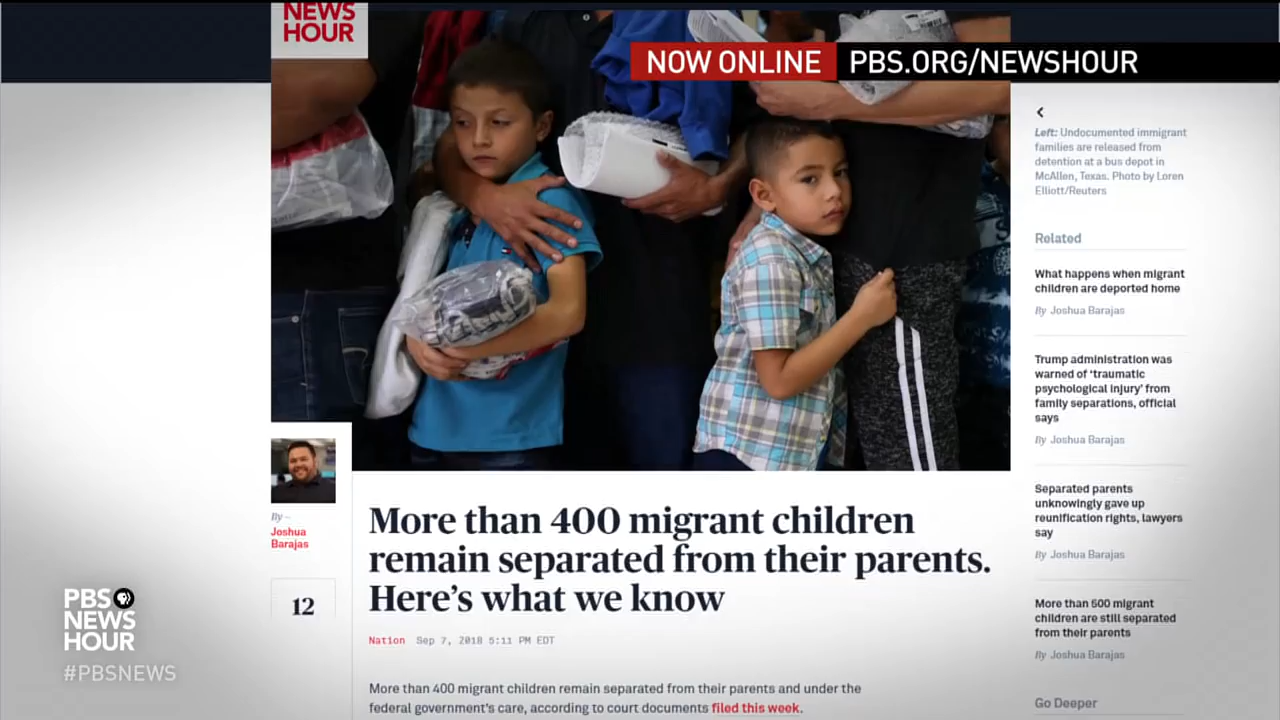 NEWS
HOUR
NOW ONLINE
PBS.ORG/NEWSHOUR
Left: Undocumented immigrant
families are released from
detention at a bus depot in
McAllen, Texas. Photo by Loren
Elliott/Reuters
Related
What happens when migrant
children are deported home
By Joshua Barajas
Trump administration was
warned of ‘traumatic
psychological injury’ from
family separations, official
says
By Joshua Barajas
Separated parents
unknowingly gave up
reunification rights, lawyers
say
By Joshua Barajas
More than 500 migrant
children are still separated
from their parents
By Joshua Barajas
Go Deeper
By –
Joshua
Barajas
12
More than 400 migrant children
remain separated from their parents.
Here’s what we know
Nation Sep 7, 2018 5:11 PM EDT
More than 400 migrant children remain separated from their parents and under the
federal government’s care, according to court documents filed this week.
PBS
NEWS
HOUR
#PBSNEWS